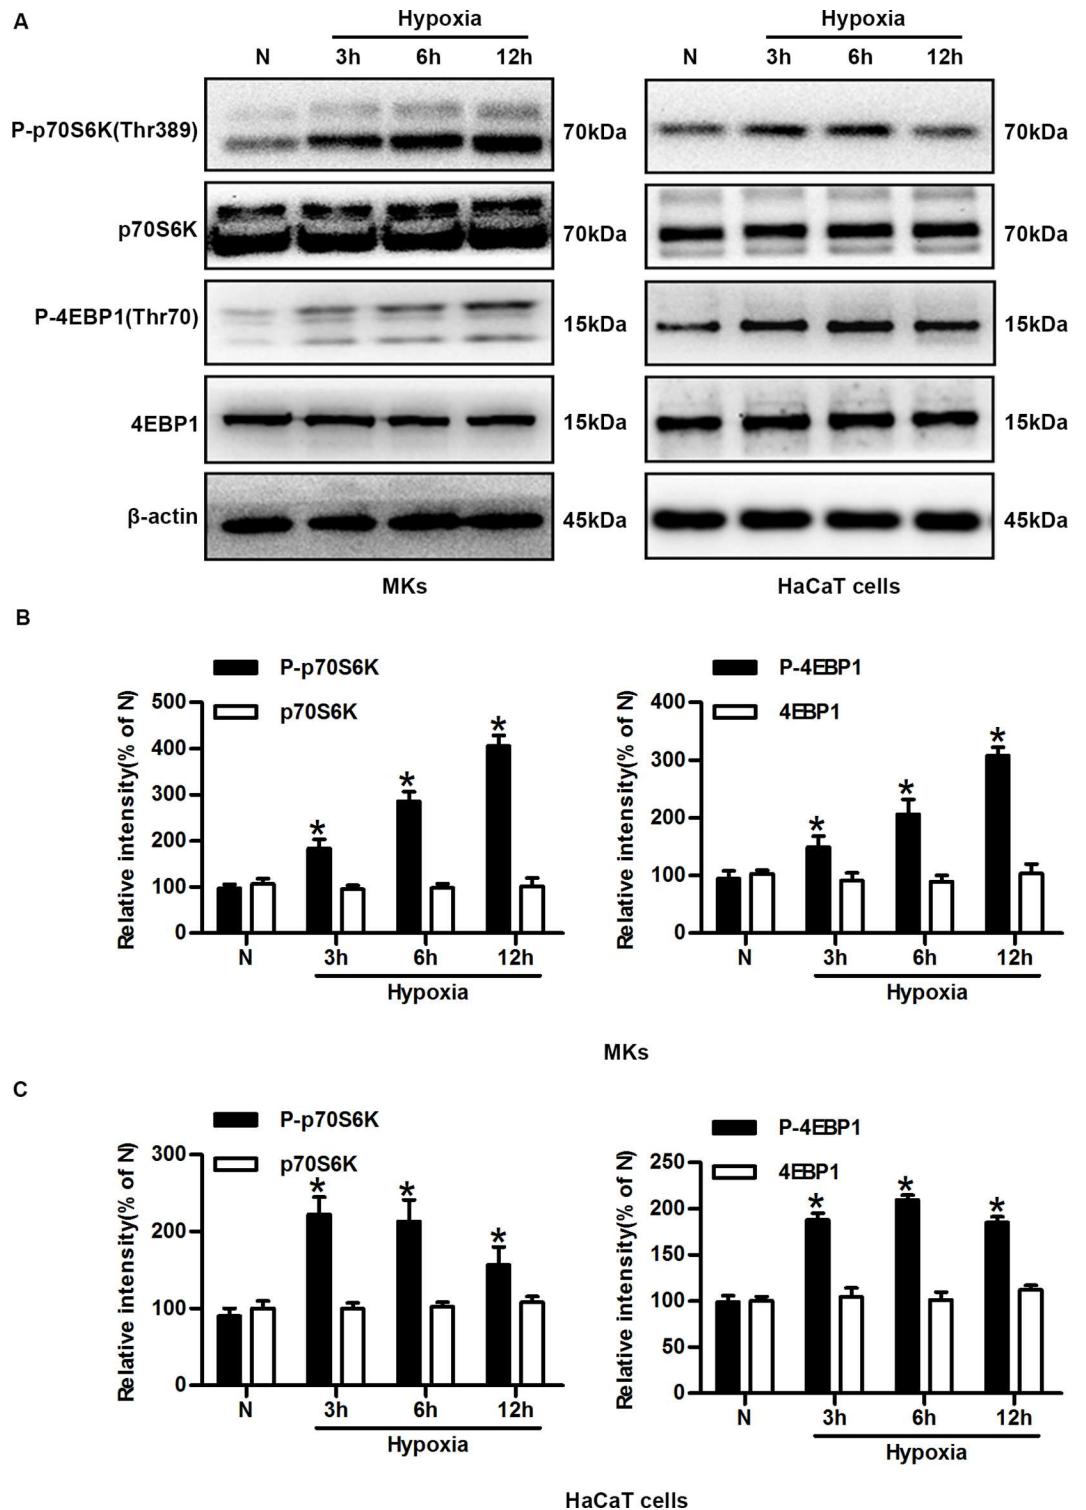 A
Hypoxia Hypoxia
N 3h 6h 12h N 3h 6h 12h
P-p70S6K(Thr389) 70kDa 70kDa
p70S6K 70kDa 70kDa
P-4EBP1(Thr70) 15kDa 15kDa
4EBP1 15kDa 15kDa
β-actin 45kDa 45kDa
MKs HaCaT cells
B
Relative intensity(% of N)
P-p70S6K
p70S6K
500
400
300
200
100
0
N 3h 6h 12h
* * *
Hypoxia
Relative intensity(% of N)
P-4EBP1
4EBP1
400
300
200
100
0
N 3h 6h 12h
* * *
Hypoxia
MKs
C
Relative intensity(% of N)
P-p70S6K
p70S6K
300
200
100
0
N 3h 6h 12h
* * *
Hypoxia
Relative intensity(% of N)
P-4EBP1
4EBP1
250
200
150
100
50
0
N 3h 6h 12h
* * *
Hypoxia
HaCaT cells